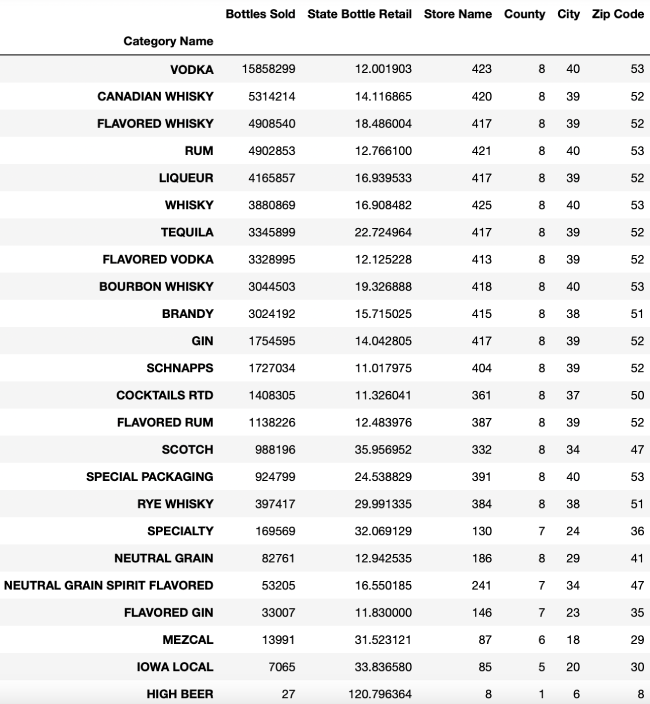 Bottles Sold State Bottle Retail Store Name County City Zip Code
Category Name
VODKA 15858299 12.001903 423 8 40 53
CANADIAN WHISKY 5314214 14.116865 420 8 39 52
FLAVORED WHISKY 4908540 18.486004 417 8 39 52
RUM 4902853 12.766100 421 8 40 53
LIQUEUR 4165857 16.939533 417 8 39 52
WHISKY 3880869 16.908482 425 8 40 53
TEQUILA 3345899 22.724964 417 8 39 52
FLAVORED VODKA 3328995 12.125228 413 8 39 52
BOURBON WHISKY 3044503 19.326888 418 8 40 53
BRANDY 3024192 15.715025 415 8 38 51
GIN 1754595 14.042805 417 8 39 52
SCHNAPPS 1727034 11.017975 404 8 39 52
COCKTAILS RTD 1408305 11.326041 361 8 37 50
FLAVORED RUM 1138226 12.483976 387 8 39 52
SCOTCH 988196 35.956952 332 8 34 47
SPECIAL PACKAGING 924799 24.538829 391 8 40 53
RYE WHISKY 397417 29.991335 384 8 38 51
SPECIALTY 169569 32.069129 130 7 24 36
NEUTRAL GRAIN 82761 12.942535 186 8 29 41
NEUTRAL GRAIN SPIRIT FLAVORED 53205 16.550185 241 7 34 47
FLAVORED GIN 33007 11.830000 146 7 23 35
MEZCAL 13991 31.523121 87 6 18 29
IOWA LOCAL 7065 33.836580 85 5 20 30
HIGH BEER 27 120.796364 8 1 6 8